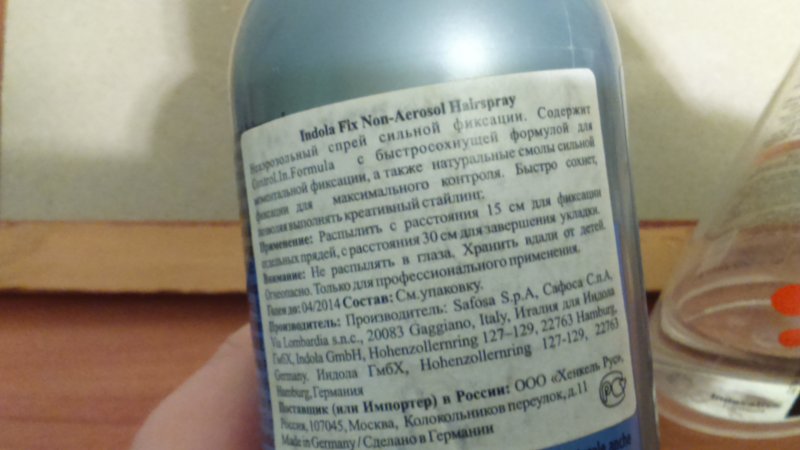 Indola Fix Non-Aerosol Hairspray
Неаэрозольный спрей сильной фиксации. Содержит
Control.In.Formula с быстросохнущей формулой для
моментальной фиксации, а также натуральные смолы сильной
фиксации для максимального контроля. Быстро сохнет,
позволяя выполнять креативный стайлинг.
Применение: Распылить с расстояния 15 см для фиксации
отдельных прядей, с расстояния 30 см для завершения укладки.
Внимание: Не распылять в глаза. Хранить вдали от детей.
Огнеопасно. Только для профессионального применения.
Годен до: 04/2014 Состав: См.упаковку.
Производитель: Производитель: Safosa S.p.A, Сафоса С.п.А,
Via Lombardia s.n.c., 20083 Gaggiano, Italy, Италия для Индола
ГмбХ, Indola GmbH, Hohenzollernring 127–129, 22763 Hamburg,
Germany. Индола ГмбХ, Hohenzollernring 127-129, 22763
Hamburg, Германия
Поставщик (или Импортер) в России: ООО «Хенкель Рус»,
Россия, 107045, Москва, Колокольников переулок, д.11
Made in Germany / Сделано в Германии
РС
anche